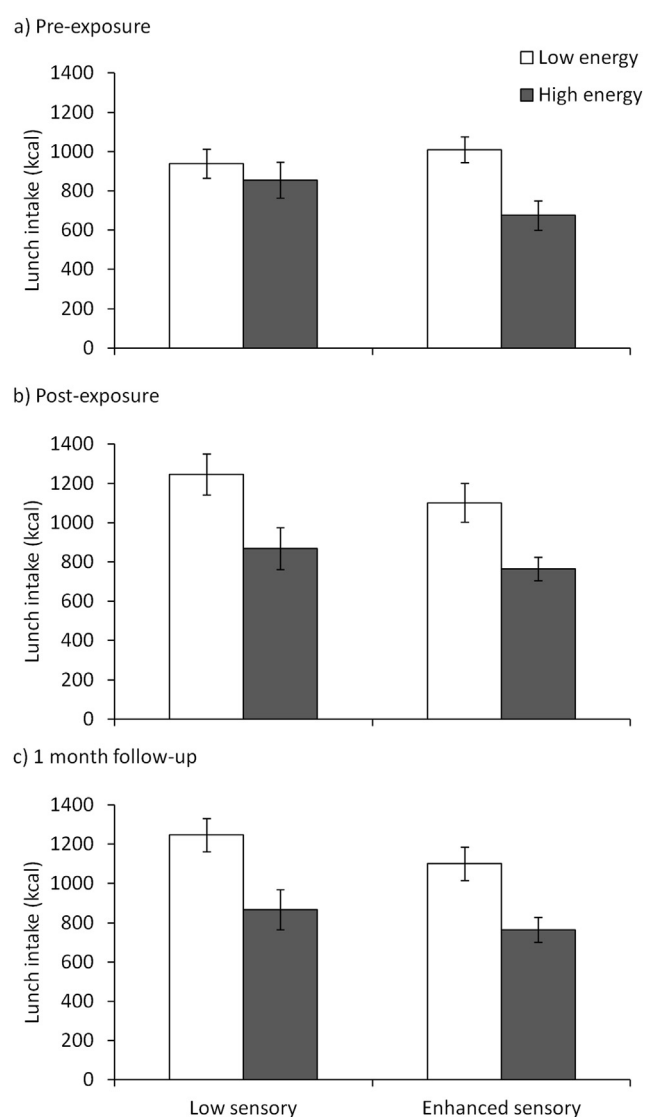 a) Pre-exposure
Low energy
High energy
Lunch intake (kcal)
1400
1200
1000
800
600
400
200
0
b) Post-exposure
Lunch intake (kcal)
1400
1200
1000
800
600
400
200
0
c) 1 month follow-up
Lunch intake (kcal)
1400
1200
1000
800
600
400
200
0
Low sensory Enhanced sensory